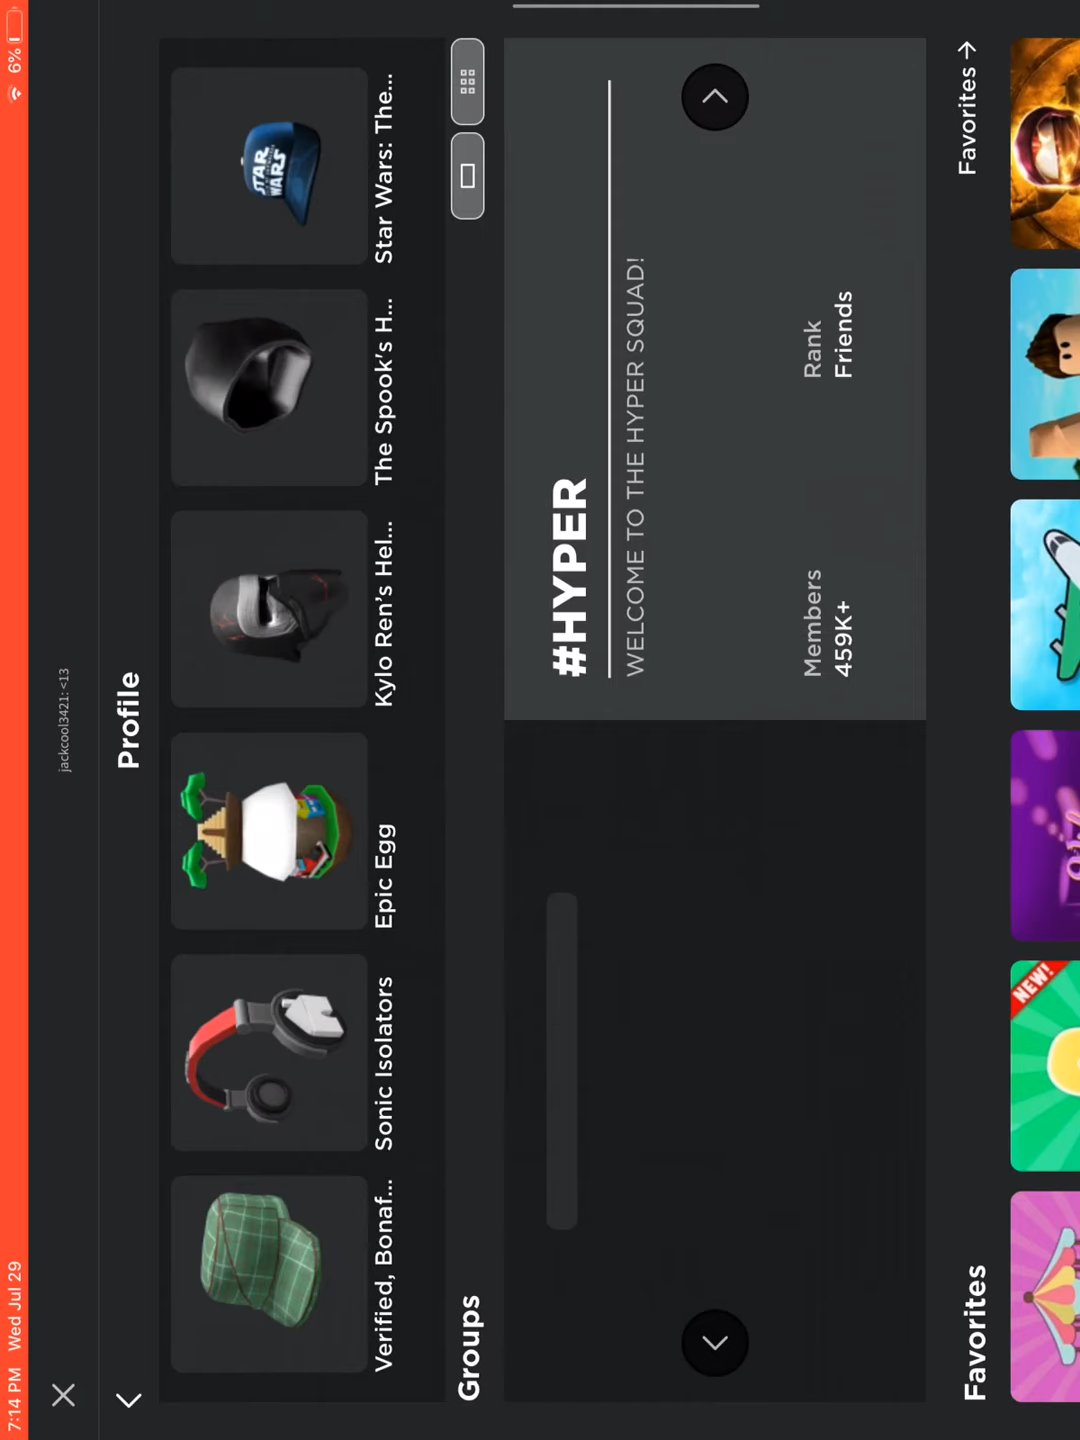 7:14 PM Wed Jul 29
6%
jackcool3421: <13
Profile
Verified, Bonaf...
Sonic Isolators
Epic Egg
Kylo Ren's Hel...
The Spook's H...
Star Wars: The...
STAR
WARS
Groups
#HYPER
WELCOME TO THE HYPER SQUAD!
Members
459K+
Rank
Friends
Favorites
Favorites →
NEW!